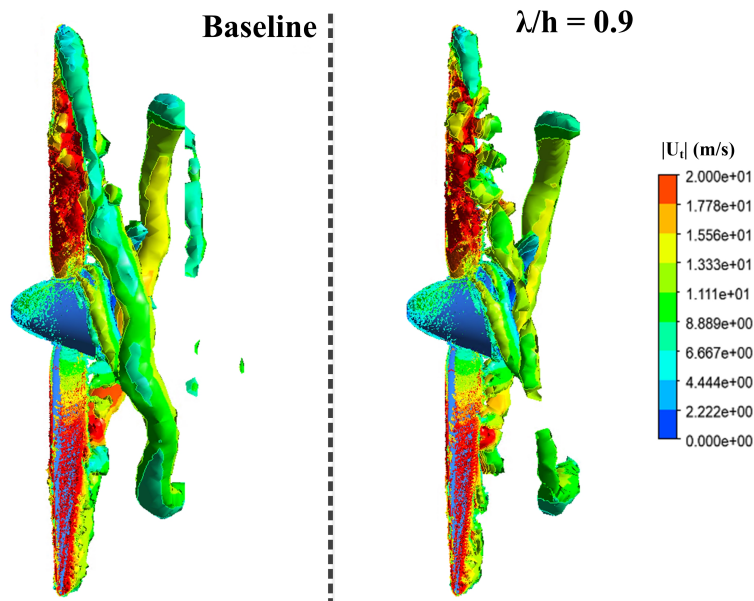 Baseline
λ/h = 0.9
|Uₜ| (m/s)
2.000e+01
1.778e+01
1.556e+01
1.333e+01
1.111e+01
8.889e+00
6.667e+00
4.444e+00
2.222e+00
0.000e+00